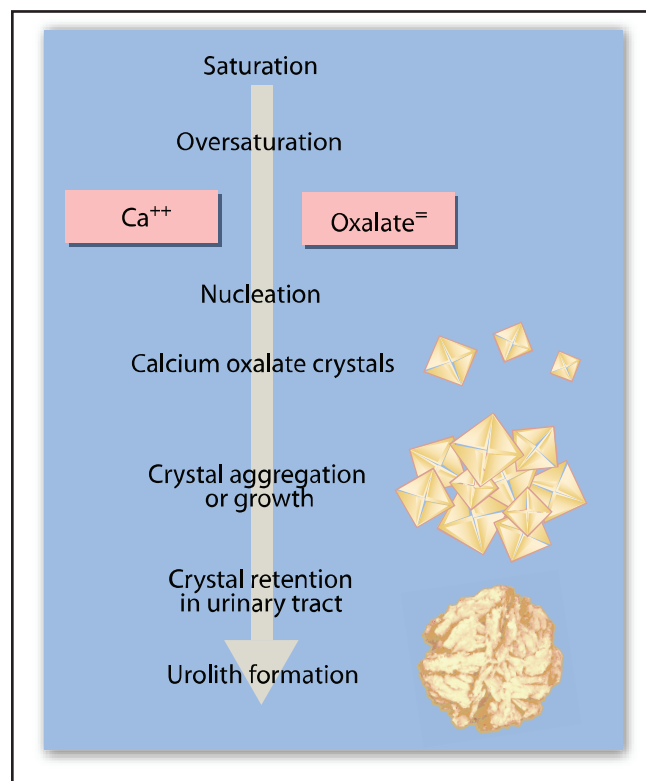 Saturation
Oversaturation
Ca⁺⁺
Oxalate⁼
Nucleation
Calcium oxalate crystals
Crystal aggregation
or growth
Crystal retention
in urinary tract
Urolith formation